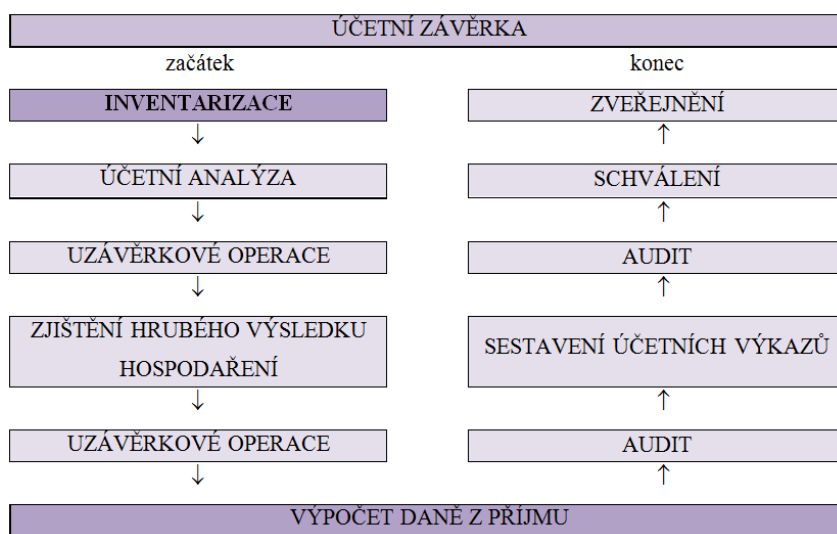 ÚČETNÍ ZÁVĚRKA
začátek
konec
INVENTARIZACE
ZVEŘEJNĚNÍ
↓
↑
ÚČETNÍ ANALÝZA
SCHVÁLENÍ
↓
↑
UZÁVĚRKOVÉ OPERACE
AUDIT
↓
↑
ZJIŠTĚNÍ HRUBÉHO VÝSLEDKU
HOSPODAŘENÍ
SESTAVENÍ ÚČETNÍCH VÝKAZŮ
↓
↑
UZÁVĚRKOVÉ OPERACE
AUDIT
↓
↑
VÝPOČET DANĚ Z PŘÍJMU